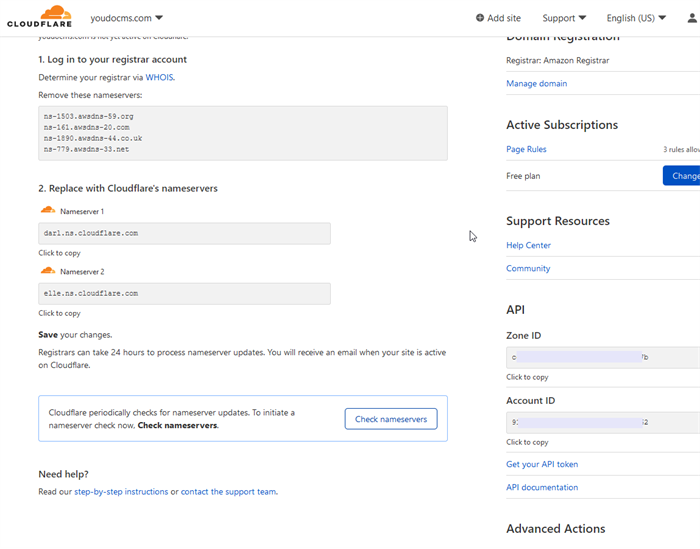 CLOUDFLARE
youdocms.com
Add site
Support
English (US)
youdocms.com is not yet active on Cloudflare.
1. Log in to your registrar account
Determine your registrar via WHOIS.
Remove these nameservers:
ns-1503.awsdns-59.org
ns-161.awsdns-20.com
ns-1890.awsdns-44.co.uk
ns-779.awsdns-33.net
2. Replace with Cloudflare's nameservers
Nameserver 1
darl.ns.cloudflare.com
Click to copy
Nameserver 2
elle.ns.cloudflare.com
Click to copy
Save your changes.
Registrars can take 24 hours to process nameserver updates. You will receive an email when your site is active
on Cloudflare.
Cloudflare periodically checks for nameserver updates. To initiate a
nameserver check now, Check nameservers.
Check nameservers
Need help?
Read our step-by-step instructions or contact the support team.
Domain Registration
Registrar: Amazon Registrar
Manage domain
Active Subscriptions
Page Rules
3 rules allow
Free plan
Change
Support Resources
Help Center
Community
API
Zone ID
Click to copy
Account ID
Click to copy
Get your API token
API documentation
Advanced Actions